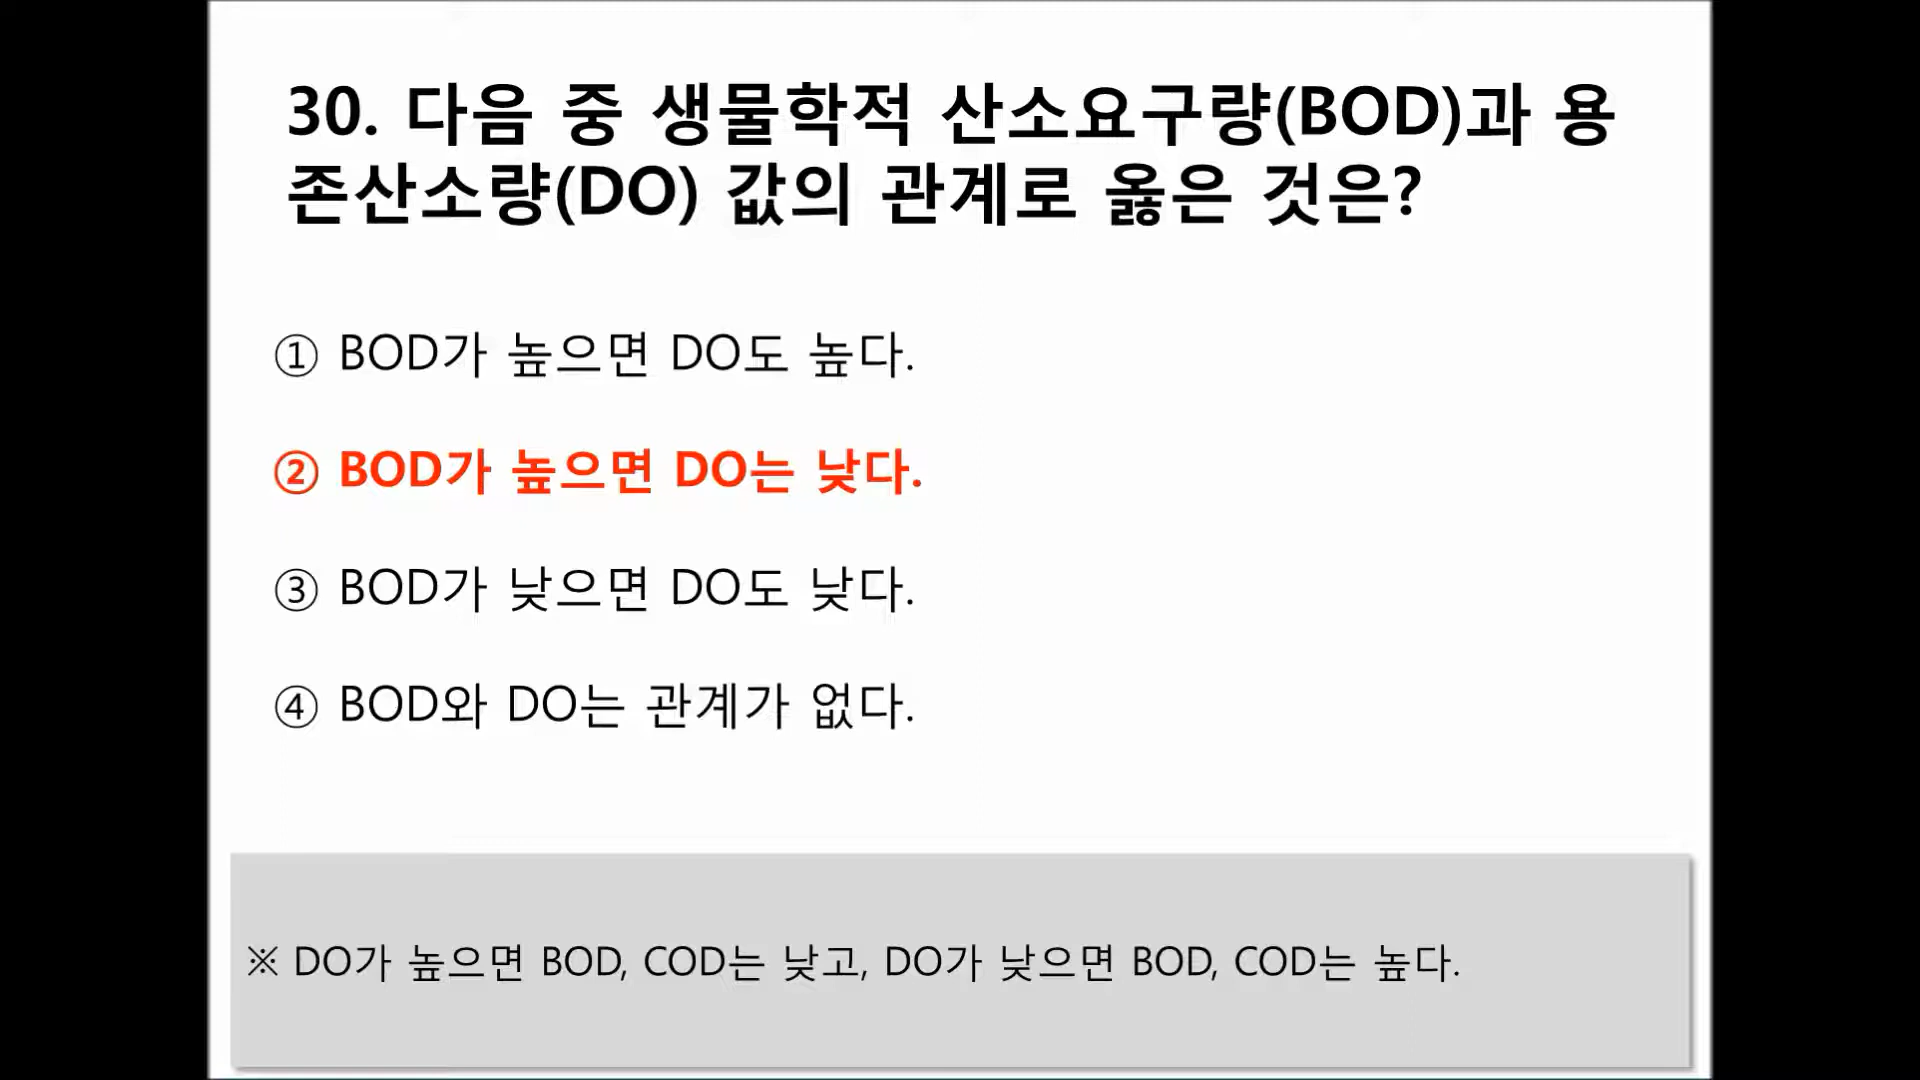 30. 다음 중 생물학적 산소요구량(BOD)과 용
존산소량(DO) 값의 관계로 옳은 것은?
① BOD가 높으면 DO도 높다.
② BOD가 높으면 DO는 낮다.
③ BOD가 낮으면 DO도 낮다.
④ BOD와 DO는 관계가 없다.
※ DO가 높으면 BOD, COD는 낮고, DO가 낮으면 BOD, COD는 높다.